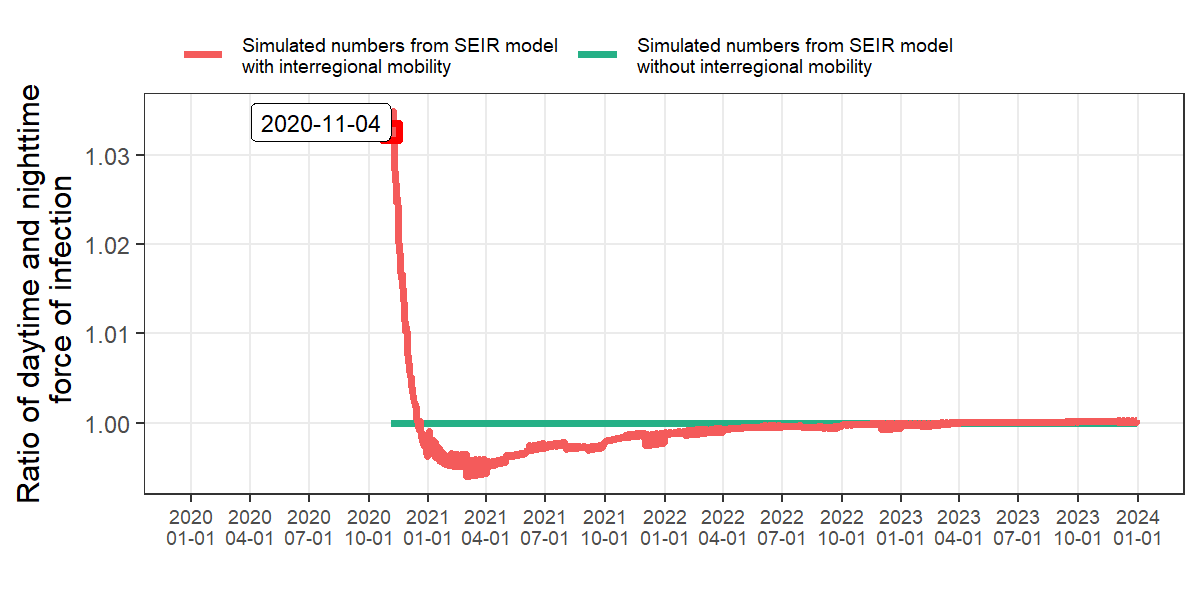 Simulated numbers from SEIR model
with interregional mobility
Simulated numbers from SEIR model
without interregional mobility
Ratio of daytime and nighttime
force of infection
2020-11-04
1.03
1.02
1.01
1.00
2020 2020 2020 2020 2021 2021 2021 2021 2022 2022 2022 2022 2023 2023 2023 2023 2024
01-01 04-01 07-01 10-01 01-01 04-01 07-01 10-01 01-01 04-01 07-01 10-01 01-01 04-01 07-01 10-01 01-01